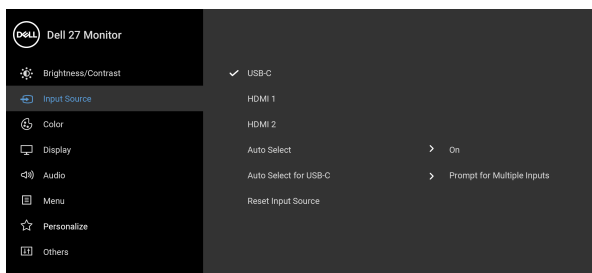 DELL Dell 27 Monitor
Brightness/Contrast
USB-C
Input Source
HDMI 1
Color
HDMI 2
Display
Auto Select
On
Audio
Auto Select for USB-C
Prompt for Multiple Inputs
Menu
Reset Input Source
Personalize
Others